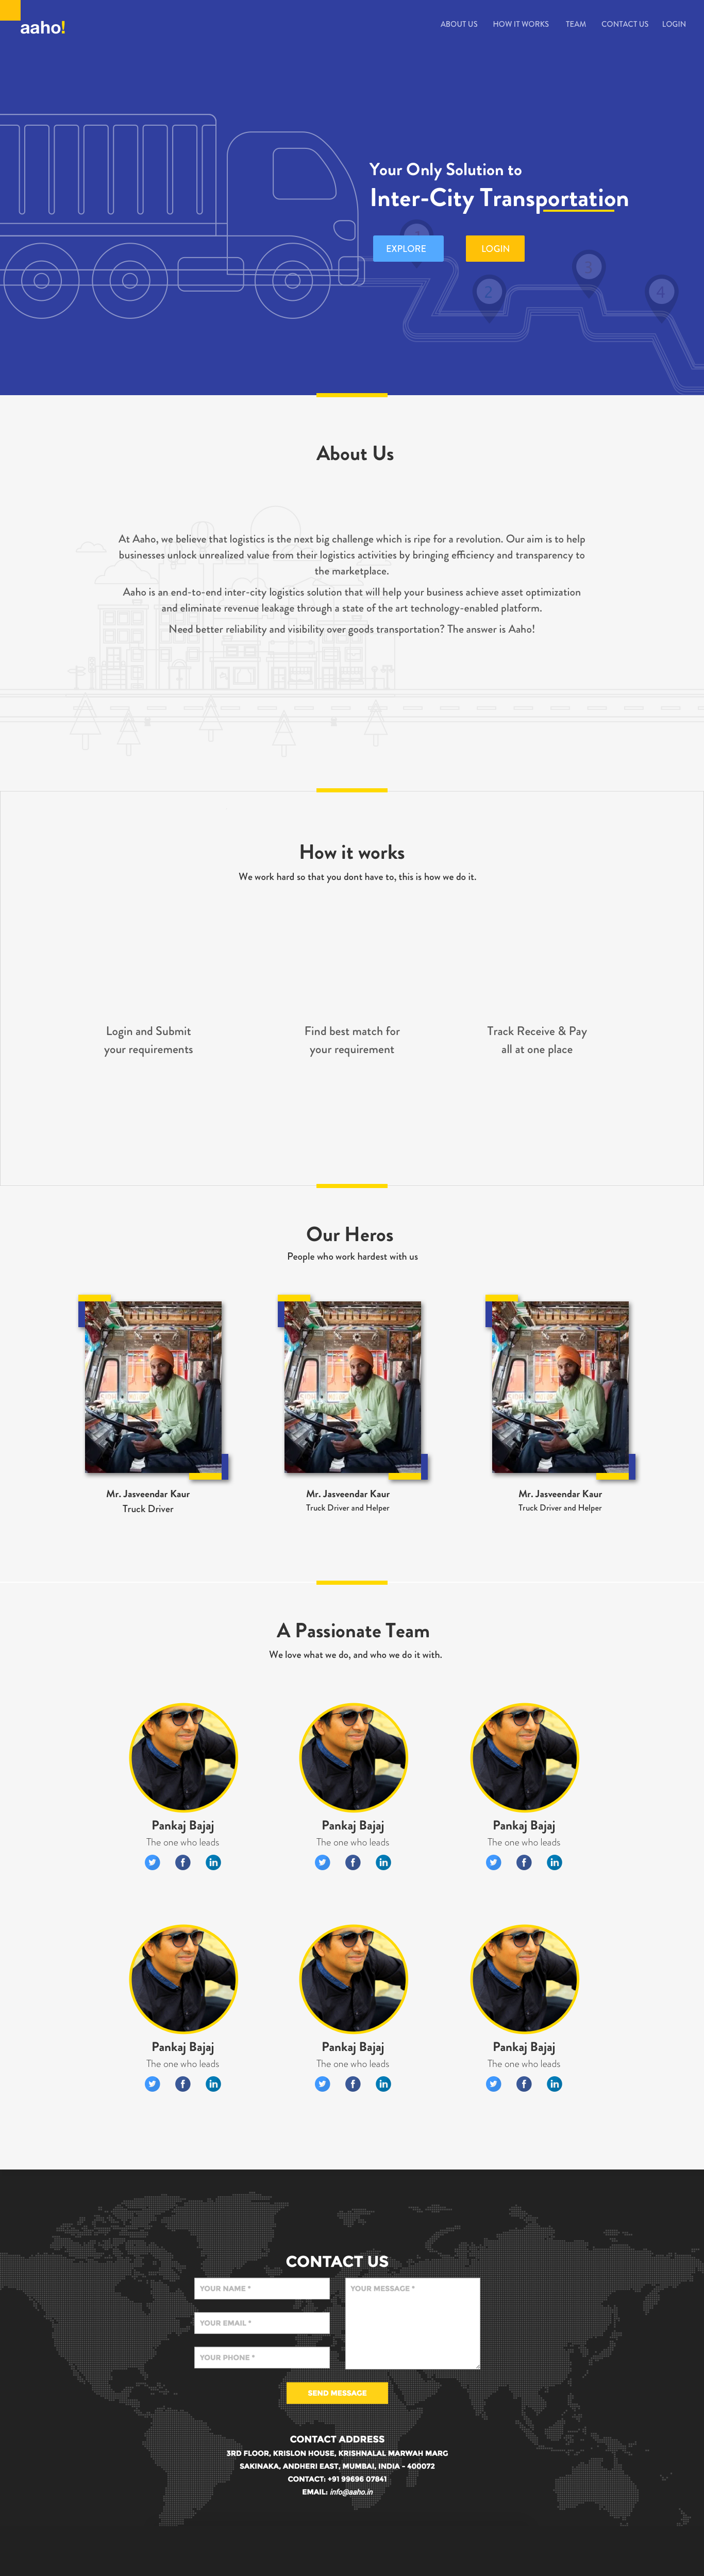 aaho!
ABOUT US HOW IT WORKS TEAM CONTACT US LOGIN
Your Only Solution to
Inter-City Transportation
EXPLORE LOGIN
2
3
4
About Us
At Aaho, we believe that logistics is the next big challenge which is ripe for a revolution. Our aim is to help
businesses unlock unrealized value from their logistics activities by bringing efficiency and transparency to
the marketplace.
Aaho is an end-to-end inter-city logistics solution that will help your business achieve asset optimization
and eliminate revenue leakage through a state of the art technology-enabled platform.
Need better reliability and visibility over goods transportation? The answer is Aaho!
How it works
We work hard so that you dont have to, this is how we do it.
Login and Submit
your requirements
Find best match for
your requirement
Track Receive & Pay
all at one place
Our Heros
People who work hardest with us
Mr. Jasveendar Kaur
Truck Driver
Mr. Jasveendar Kaur
Truck Driver and Helper
Mr. Jasveendar Kaur
Truck Driver and Helper
A Passionate Team
We love what we do, and who we do it with.
Pankaj Bajaj
The one who leads
Pankaj Bajaj
The one who leads
Pankaj Bajaj
The one who leads
Pankaj Bajaj
The one who leads
Pankaj Bajaj
The one who leads
Pankaj Bajaj
The one who leads
CONTACT US
YOUR NAME *
YOUR EMAIL *
YOUR PHONE *
YOUR MESSAGE *
SEND MESSAGE
CONTACT ADDRESS
3RD FLOOR, KRISLON HOUSE, KRISHNALAL MARWAH MARG
SAKINAKA, ANDHERI EAST, MUMBAI, INDIA - 400072
CONTACT: +91 99696 07841
EMAIL: info@aaho.in